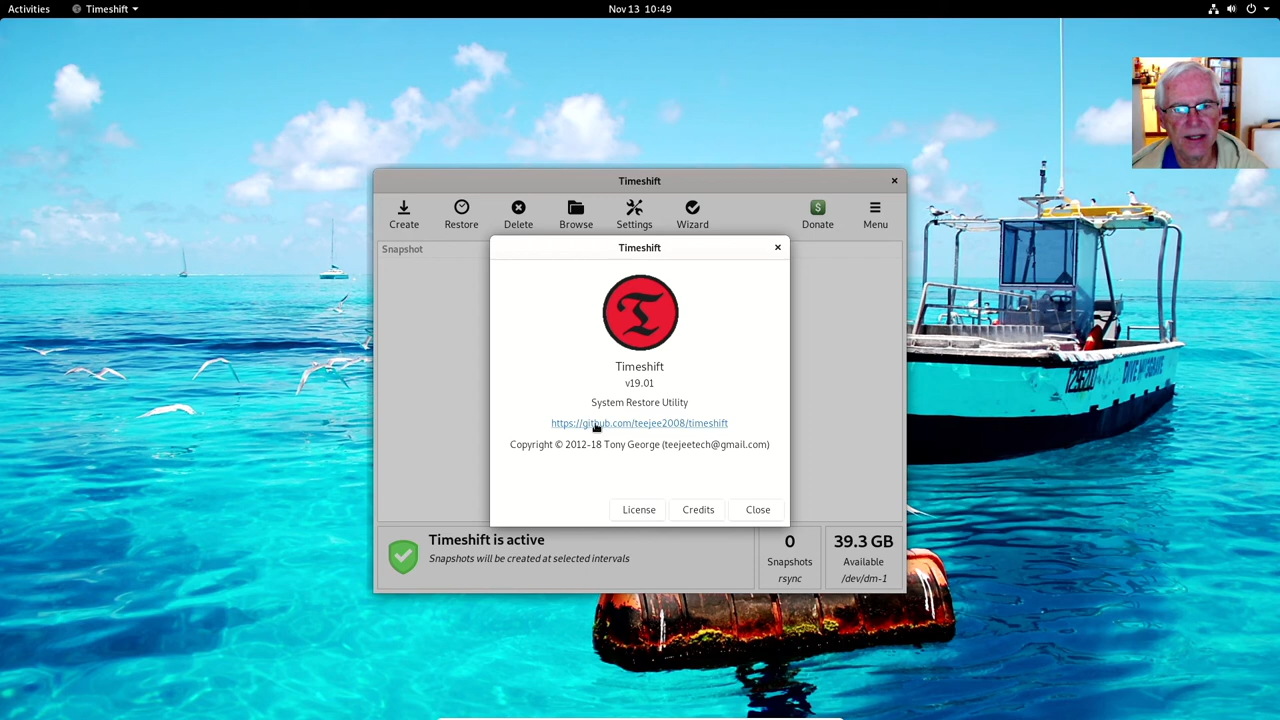 Activities
Timeshift
Nov 13 10:49
Timeshift
Create
Restore
Delete
Browse
Settings
Wizard
Donate
Menu
Snapshot
Timeshift
T
Timeshift
v19.01
System Restore Utility
https://github.com/teejee2008/timeshift
Copyright © 2012-18 Tony George (teejeetech@gmail.com)
License
Credits
Close
Timeshift is active
Snapshots will be created at selected intervals
0
Snapshots
rsync
39.3 GB
Available
/dev/dm-1